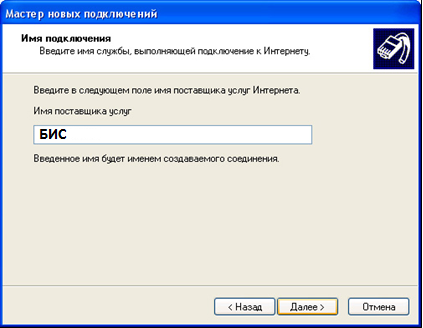 Мастер новых подключений
Имя подключения
Введите имя службы, выполняющей подключение к Интернету.
Введите в следующем поле имя поставщика услуг Интернета.
Имя поставщика услуг
БИС
Введенное имя будет именем создаваемого соединения.
< Назад Далее > Отмена